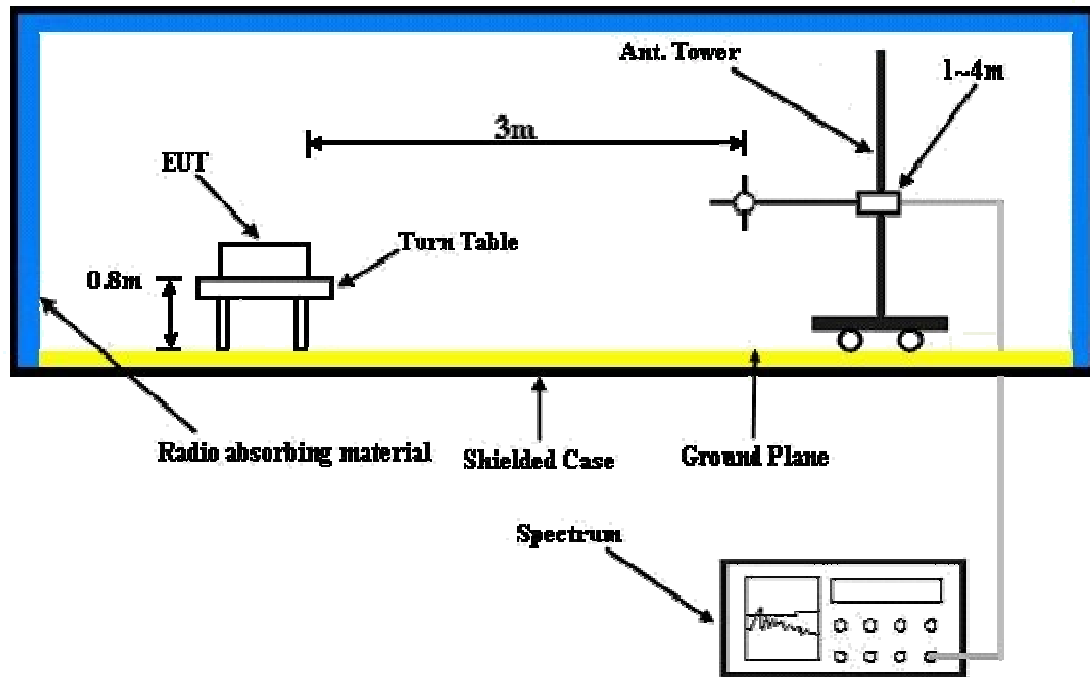 Ant. Tower
1~4m
3m
EUT
Turn Table
0.8m
Radio absorbing material
Shielded Case
Ground Plane
Spectrum